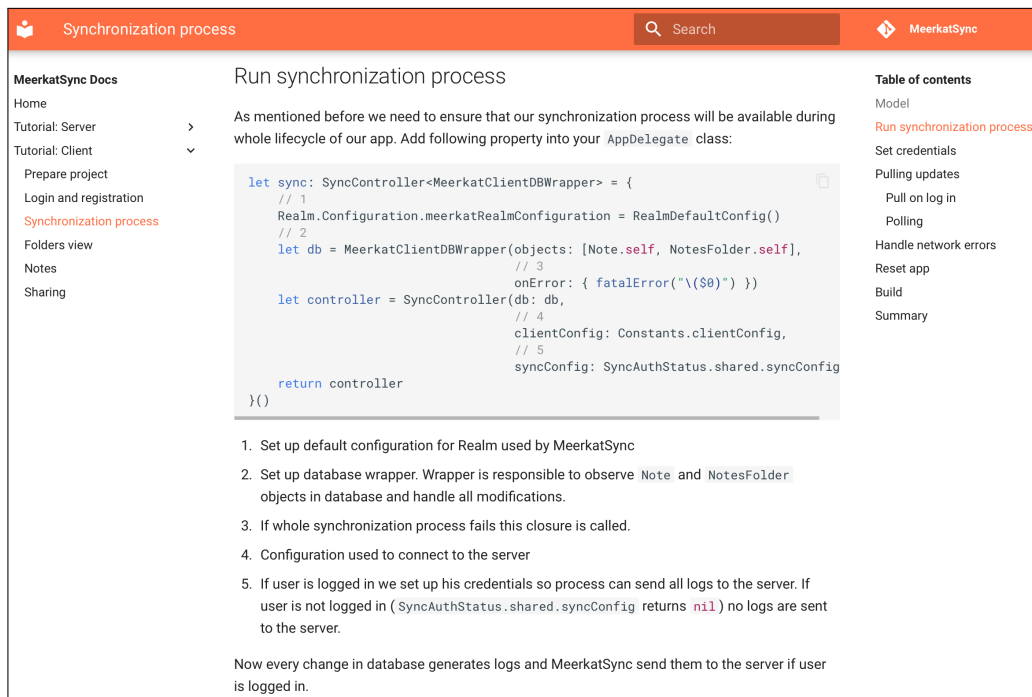 Synchronization process
Search
MeerkatSync
MeerkatSync Docs
Home
Tutorial: Server
Tutorial: Client
Prepare project
Login and registration
Synchronization process
Folders view
Notes
Sharing
Run synchronization process
As mentioned before we need to ensure that our synchronization process will be available during
whole lifecycle of our app. Add following property into your AppDelegate class:
let sync: SyncController<MeerkatClientDBWrapper> = {
// 1
Realm.Configuration.meerkatRealmConfiguration = RealmDefaultConfig()
// 2
let db = MeerkatClientDBWrapper(objects: [Note.self, NotesFolder.self],
// 3
onError: { fatalError("\($0)") })
let controller = SyncController(db: db,
// 4
clientConfig: Constants.clientConfig,
// 5
syncConfig: SyncAuthStatus.shared.syncConfig
return controller
}()
1. Set up default configuration for Realm used by MeerkatSync
2. Set up database wrapper. Wrapper is responsible to observe Note and NotesFolder
objects in database and handle all modifications.
3. If whole synchronization process fails this closure is called.
4. Configuration used to connect to the server
5. If user is logged in we set up his credentials so process can send all logs to the server. If
user is not logged in ( SyncAuthStatus.shared.syncConfig returns nil ) no logs are sent
to the server.
Now every change in database generates logs and MeerkatSync send them to the server if user
is logged in.
Table of contents
Model
Run synchronization process
Set credentials
Pulling updates
Pull on log in
Polling
Handle network errors
Reset app
Build
Summary